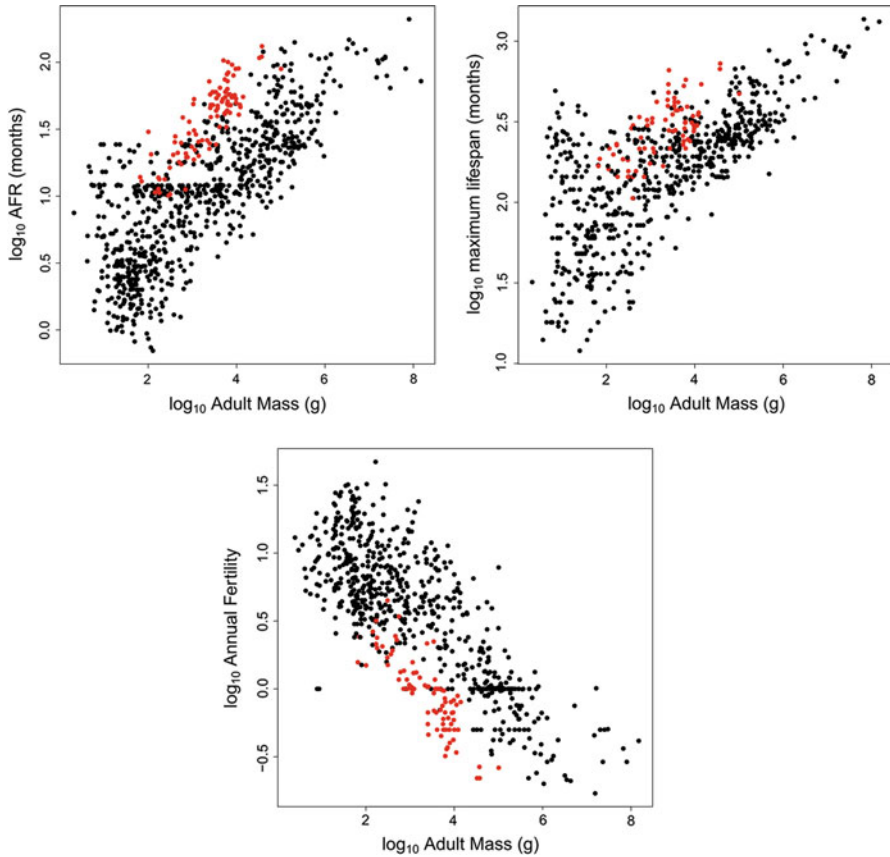 log10 AFR (months)
2.0
1.5
1.0
0.5
0.0
2 4 6 8
log10 Adult Mass (g)
log10 maximum lifespan (months)
3.0
2.5
2.0
1.5
1.0
2 4 6 8
log10 Adult Mass (g)
log10 Annual Fertility
1.5
1.0
0.5
0.0
−0.5
2 4 6 8
log10 Adult Mass (g)